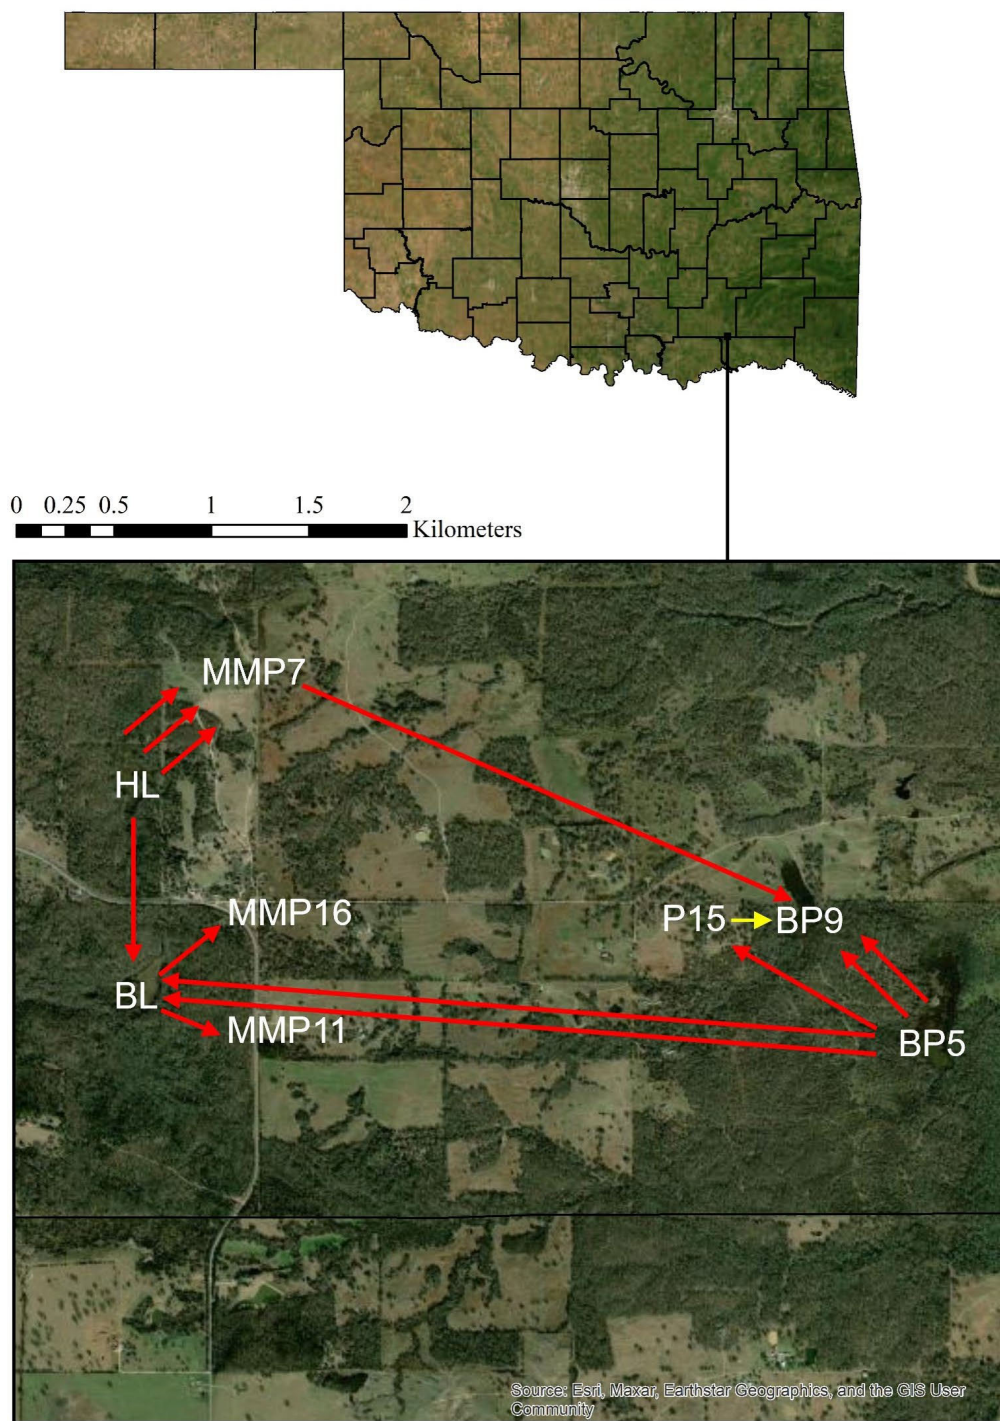 0 0.25 0.5 1 1.5 2
Kilometers
MMP7
HL
MMP16
P15 BP9
BL
MMP11
BP5
Source: Esri, Maxar, Earthstar Geographics, and the GIS User
Community